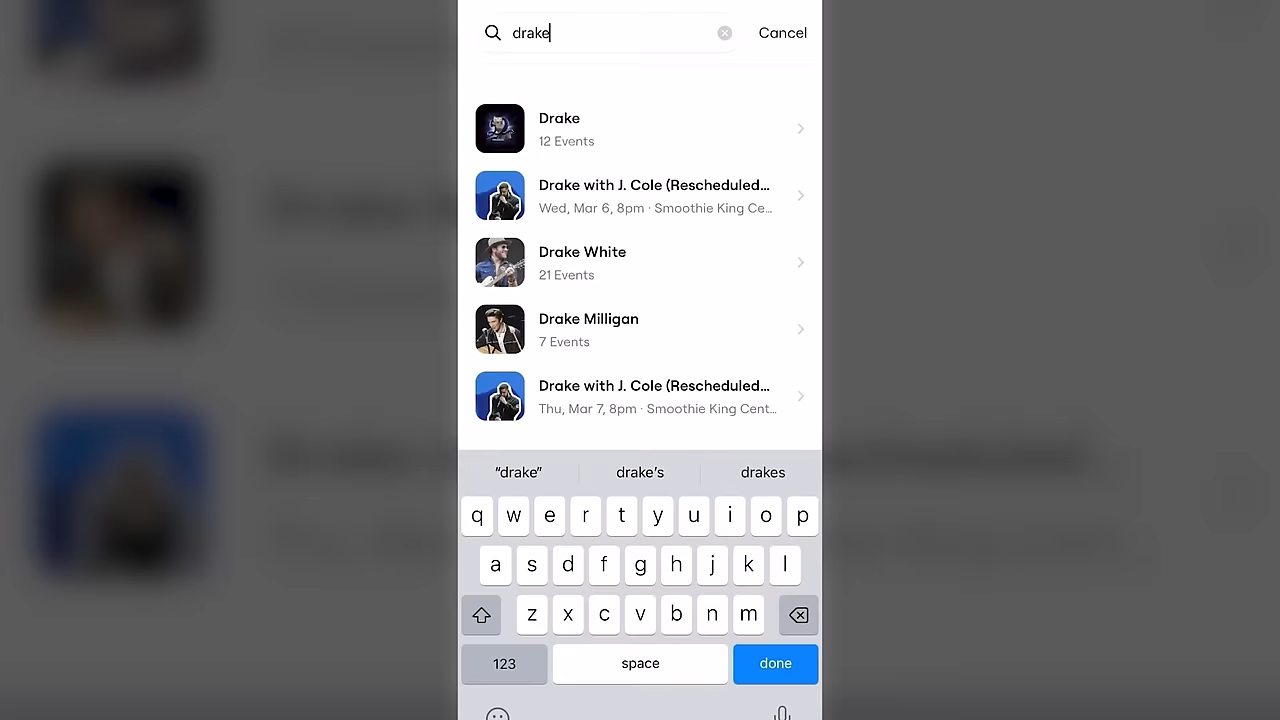 drake
Cancel
Drake
12 Events
Drake with J. Cole (Rescheduled...
Wed, Mar 6, 8pm · Smoothie King Ce...
Drake White
21 Events
Drake Milligan
7 Events
Drake with J. Cole (Rescheduled...
Thu, Mar 7, 8pm · Smoothie King Cent...
“drake” drake’s drakes
q w e r t y u i o p
a s d f g h j k l
z x c v b n m
123 space done